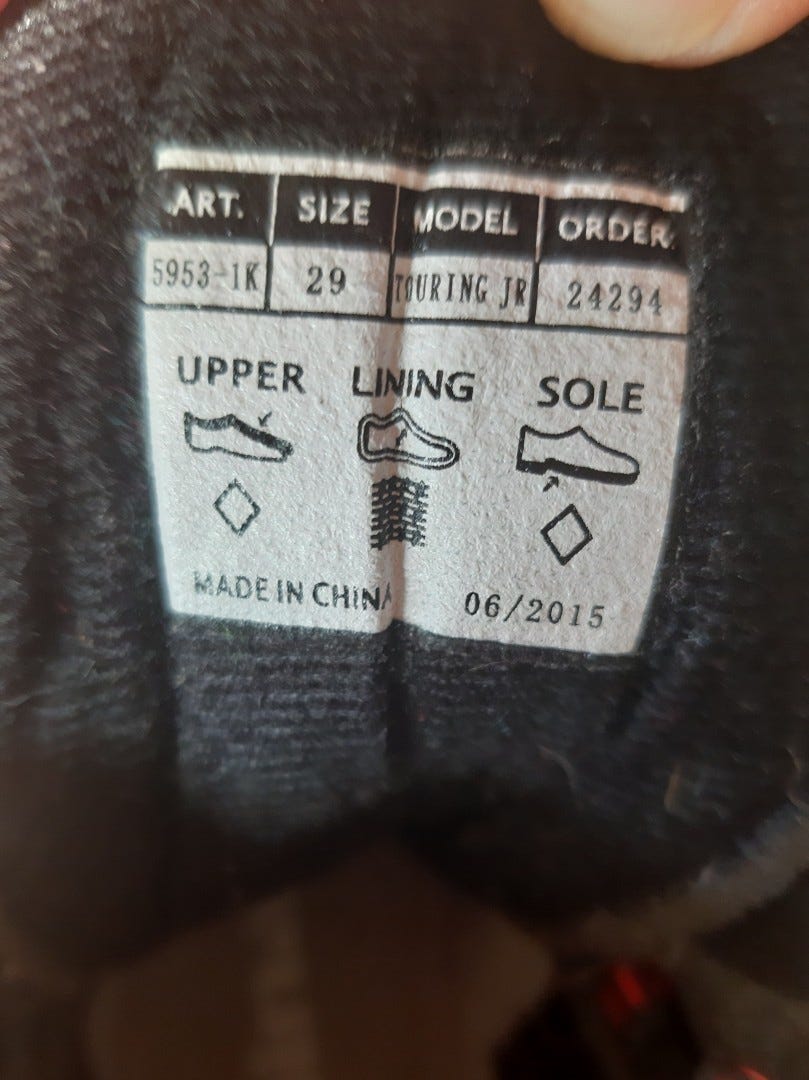 ART. SIZE MODEL ORDER
5953-1K 29 TOURING JR 24294
UPPER LINING SOLE
MADE IN CHINA 06/2015